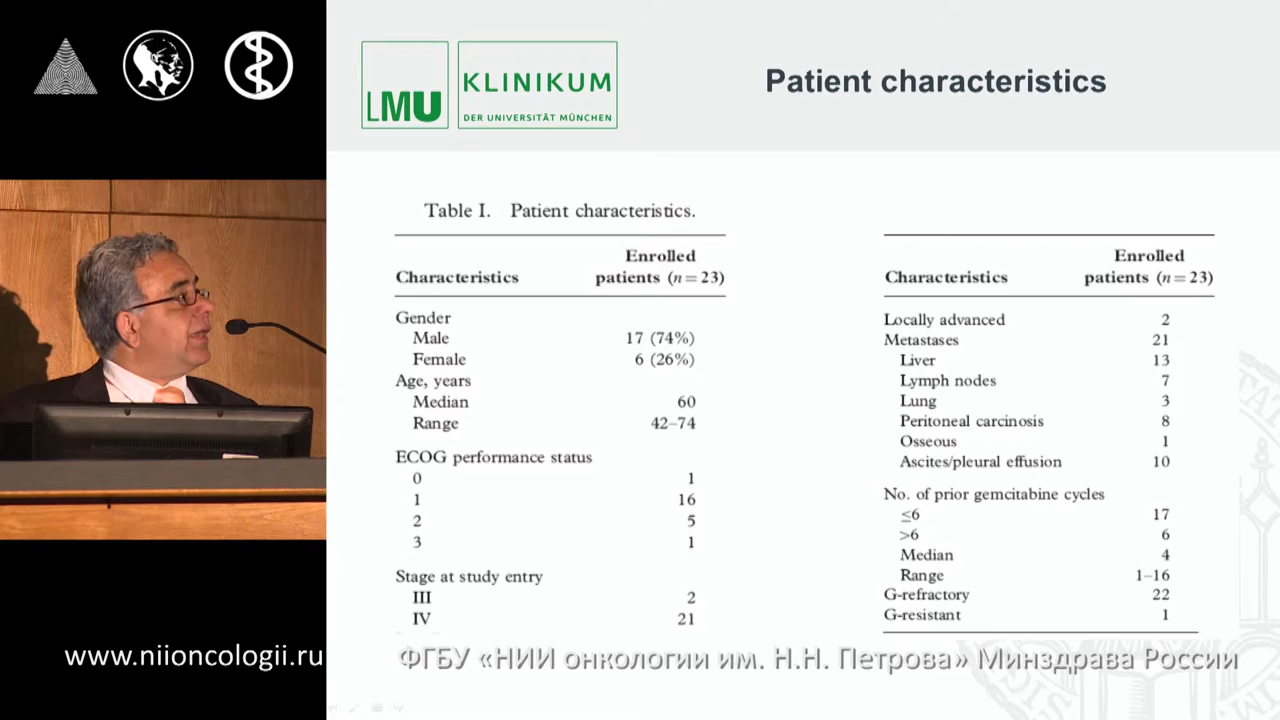 LMU
KLINIKUM
DER UNIVERSITÄT MÜNCHEN
Patient characteristics
Table I. Patient characteristics.
Characteristics Enrolled patients (n=23)
Gender
Male 17 (74%)
Female 6 (26%)
Age, years
Median 60
Range 42–74
ECOG performance status
0 1
1 16
2 5
3 1
Stage at study entry
III 2
IV 21
Characteristics Enrolled patients (n=23)
Locally advanced 2
Metastases 21
Liver 13
Lymph nodes 7
Lung 3
Peritoneal carcinosis 8
Osseous 1
Ascites/pleural effusion 10
No. of prior gemcitabine cycles
≤6 17
>6 6
Median 4
Range 1–16
G-refractory 22
G-resistant 1
www.niioncologii.ru
ФГБУ «НИИ онкологии им. Н.Н. Петрова» Минздрава России